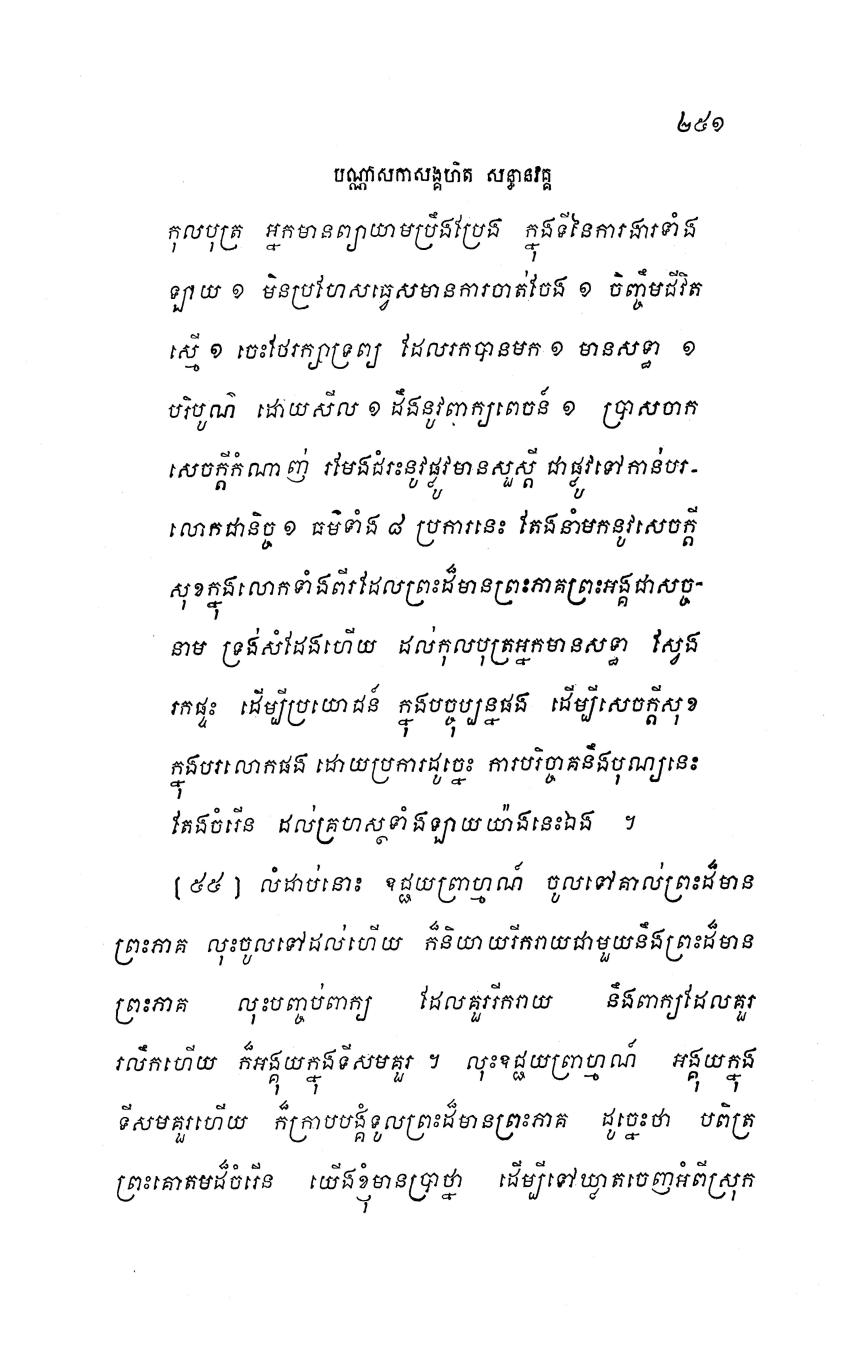 ២៥១
បណ្ណាសកាសង្គហិត សន្ធានវគ្គ
កុលបុត្រ អ្នកមានព្យាយាមប្រឹងប្រែង ក្នុងទីនៃការងារទាំង
ឡាយ ១ មិនប្រហែសធ្វេសមានការចាត់ចែង ១ ចិញ្ចឹមជីវិត
ស្មើ ១ ចេះថែរក្សាទ្រព្យ ដែលរកបានមក ១ មានសទ្ធា ១
បរិបូណ៌ ដោយសីល ១ ដឹងនូវពាក្យពេចន៍ ១ ប្រាសចាក
សេចក្តីកំណាញ់ រមែងជំរះនូវផ្លូវមានសួស្តី ជាផ្លូវទៅកាន់បរ-
លោកជានិច្ច ១ ធម៌ទាំង ៨ ប្រការនេះ តែងនាំមកនូវសេចក្តី
សុខក្នុងលោកទាំងពីរដែលព្រះដ៏មានព្រះភាគព្រះអង្គជាសច្ច-
នាម ទ្រង់សំដែងហើយ ដល់កុលបុត្រអ្នកមានសទ្ធា ស្វែង
រកផ្ទះ ដើម្បីប្រយោជន៍ ក្នុងបច្ចុប្បន្នផង ដើម្បីសេចក្តីសុខ
ក្នុងបរលោកផង ដោយប្រការដូច្នេះ ការបរិច្ចាគនឹងបុណ្យនេះ
តែងចំរើន ដល់គ្រហស្ថទាំងឡាយយ៉ាងនេះឯង ។
(៥៥) លំដាប់នោះ ឧជ្ជយព្រាហ្មណ៍ ចូលទៅគាល់ព្រះដ៏មាន
ព្រះភាគ លុះចូលទៅដល់ហើយ ក៏និយាយរីករាយជាមួយនឹងព្រះដ៏មាន
ព្រះភាគ លុះបញ្ចប់ពាក្យ ដែលគួររីករាយ នឹងពាក្យដែលគួរ
រលឹកហើយ ក៏អង្គុយក្នុងទីសមគួរ ។ លុះឧជ្ជយព្រាហ្មណ៍ អង្គុយក្នុង
ទីសមគួរហើយ ក៏ក្រាបបង្គំទូលព្រះដ៏មានព្រះភាគ ដូច្នេះថា បពិត្រ
ព្រះគោតមដ៏ចំរើន យើងខ្ញុំមានប្រាថ្នា ដើម្បីទៅឃ្លាតចេញអំពីស្រុក